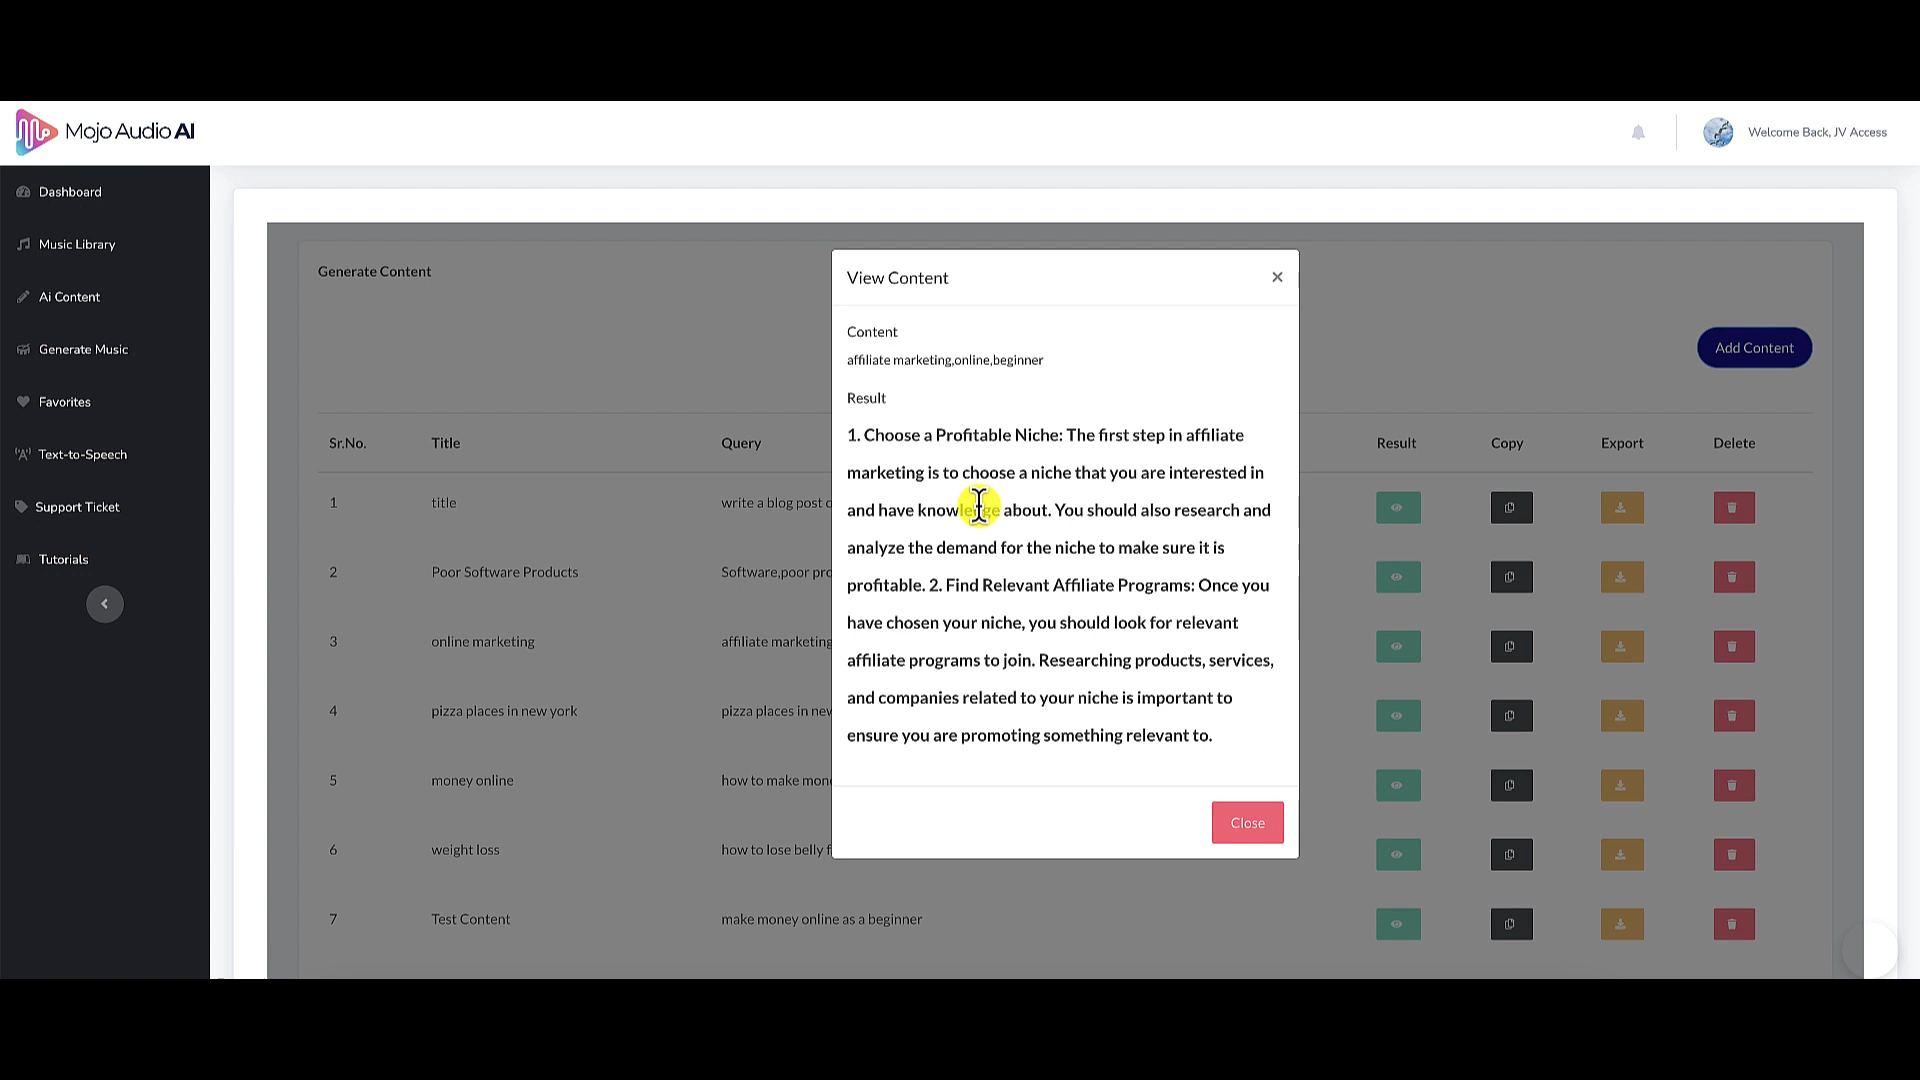 Mojo Audio AI
Welcome Back, JV Access
Dashboard
Music Library
Ai Content
Generate Music
Favorites
Text-to-Speech
Support Ticket
Tutorials
Generate Content
Add Content
Sr.No. Title Query Result Copy Export Delete
1 title write a blog post
2 Poor Software Products Software,poor
3 online marketing affiliate marketing
4 pizza places in new york pizza places in
5 money online how to make
6 weight loss how to lose belly
7 Test Content make money online as a beginner
View Content ×
Content
affiliate marketing,online,beginner
Result
1. Choose a Profitable Niche: The first step in affiliate
marketing is to choose a niche that you are interested in
and have knowledge about. You should also research and
analyze the demand for the niche to make sure it is
profitable. 2. Find Relevant Affiliate Programs: Once you
have chosen your niche, you should look for relevant
affiliate programs to join. Researching products, services,
and companies related to your niche is important to
ensure you are promoting something relevant to.
Close